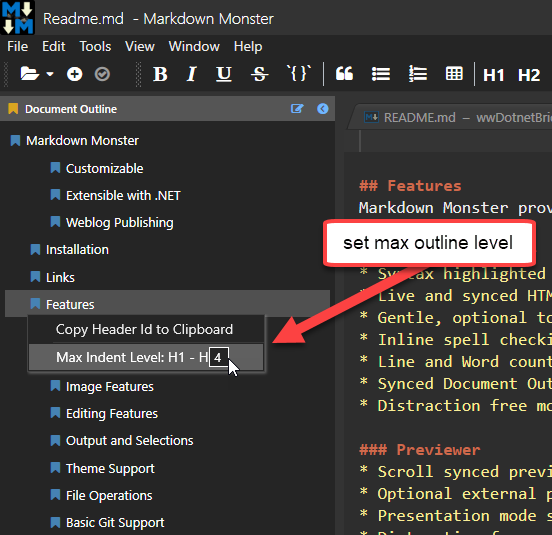 Readme.md - Markdown Monster
File Edit Tools View Window Help
B I U S `{}` H1 H2
Document Outline
README.md – wwDotnetBri
Markdown Monster
Customizable
Extensible with .NET
Weblog Publishing
Installation
Links
Features
Copy Header Id to Clipboard
Max Indent Level: H1 - H 4
Image Features
Editing Features
Output and Selections
Theme Support
File Operations
Basic Git Support
set max outline level
## Features
Markdown Monster prov
* Syntax highlighted
* Live and synced HTM
* Gentle, optional to
* Inline spell checki
* Line and Word count
* Synced Document Out
* Distraction free mo
### Previewer
* Scroll synced previ
* Optional external p
* Presentation mode s